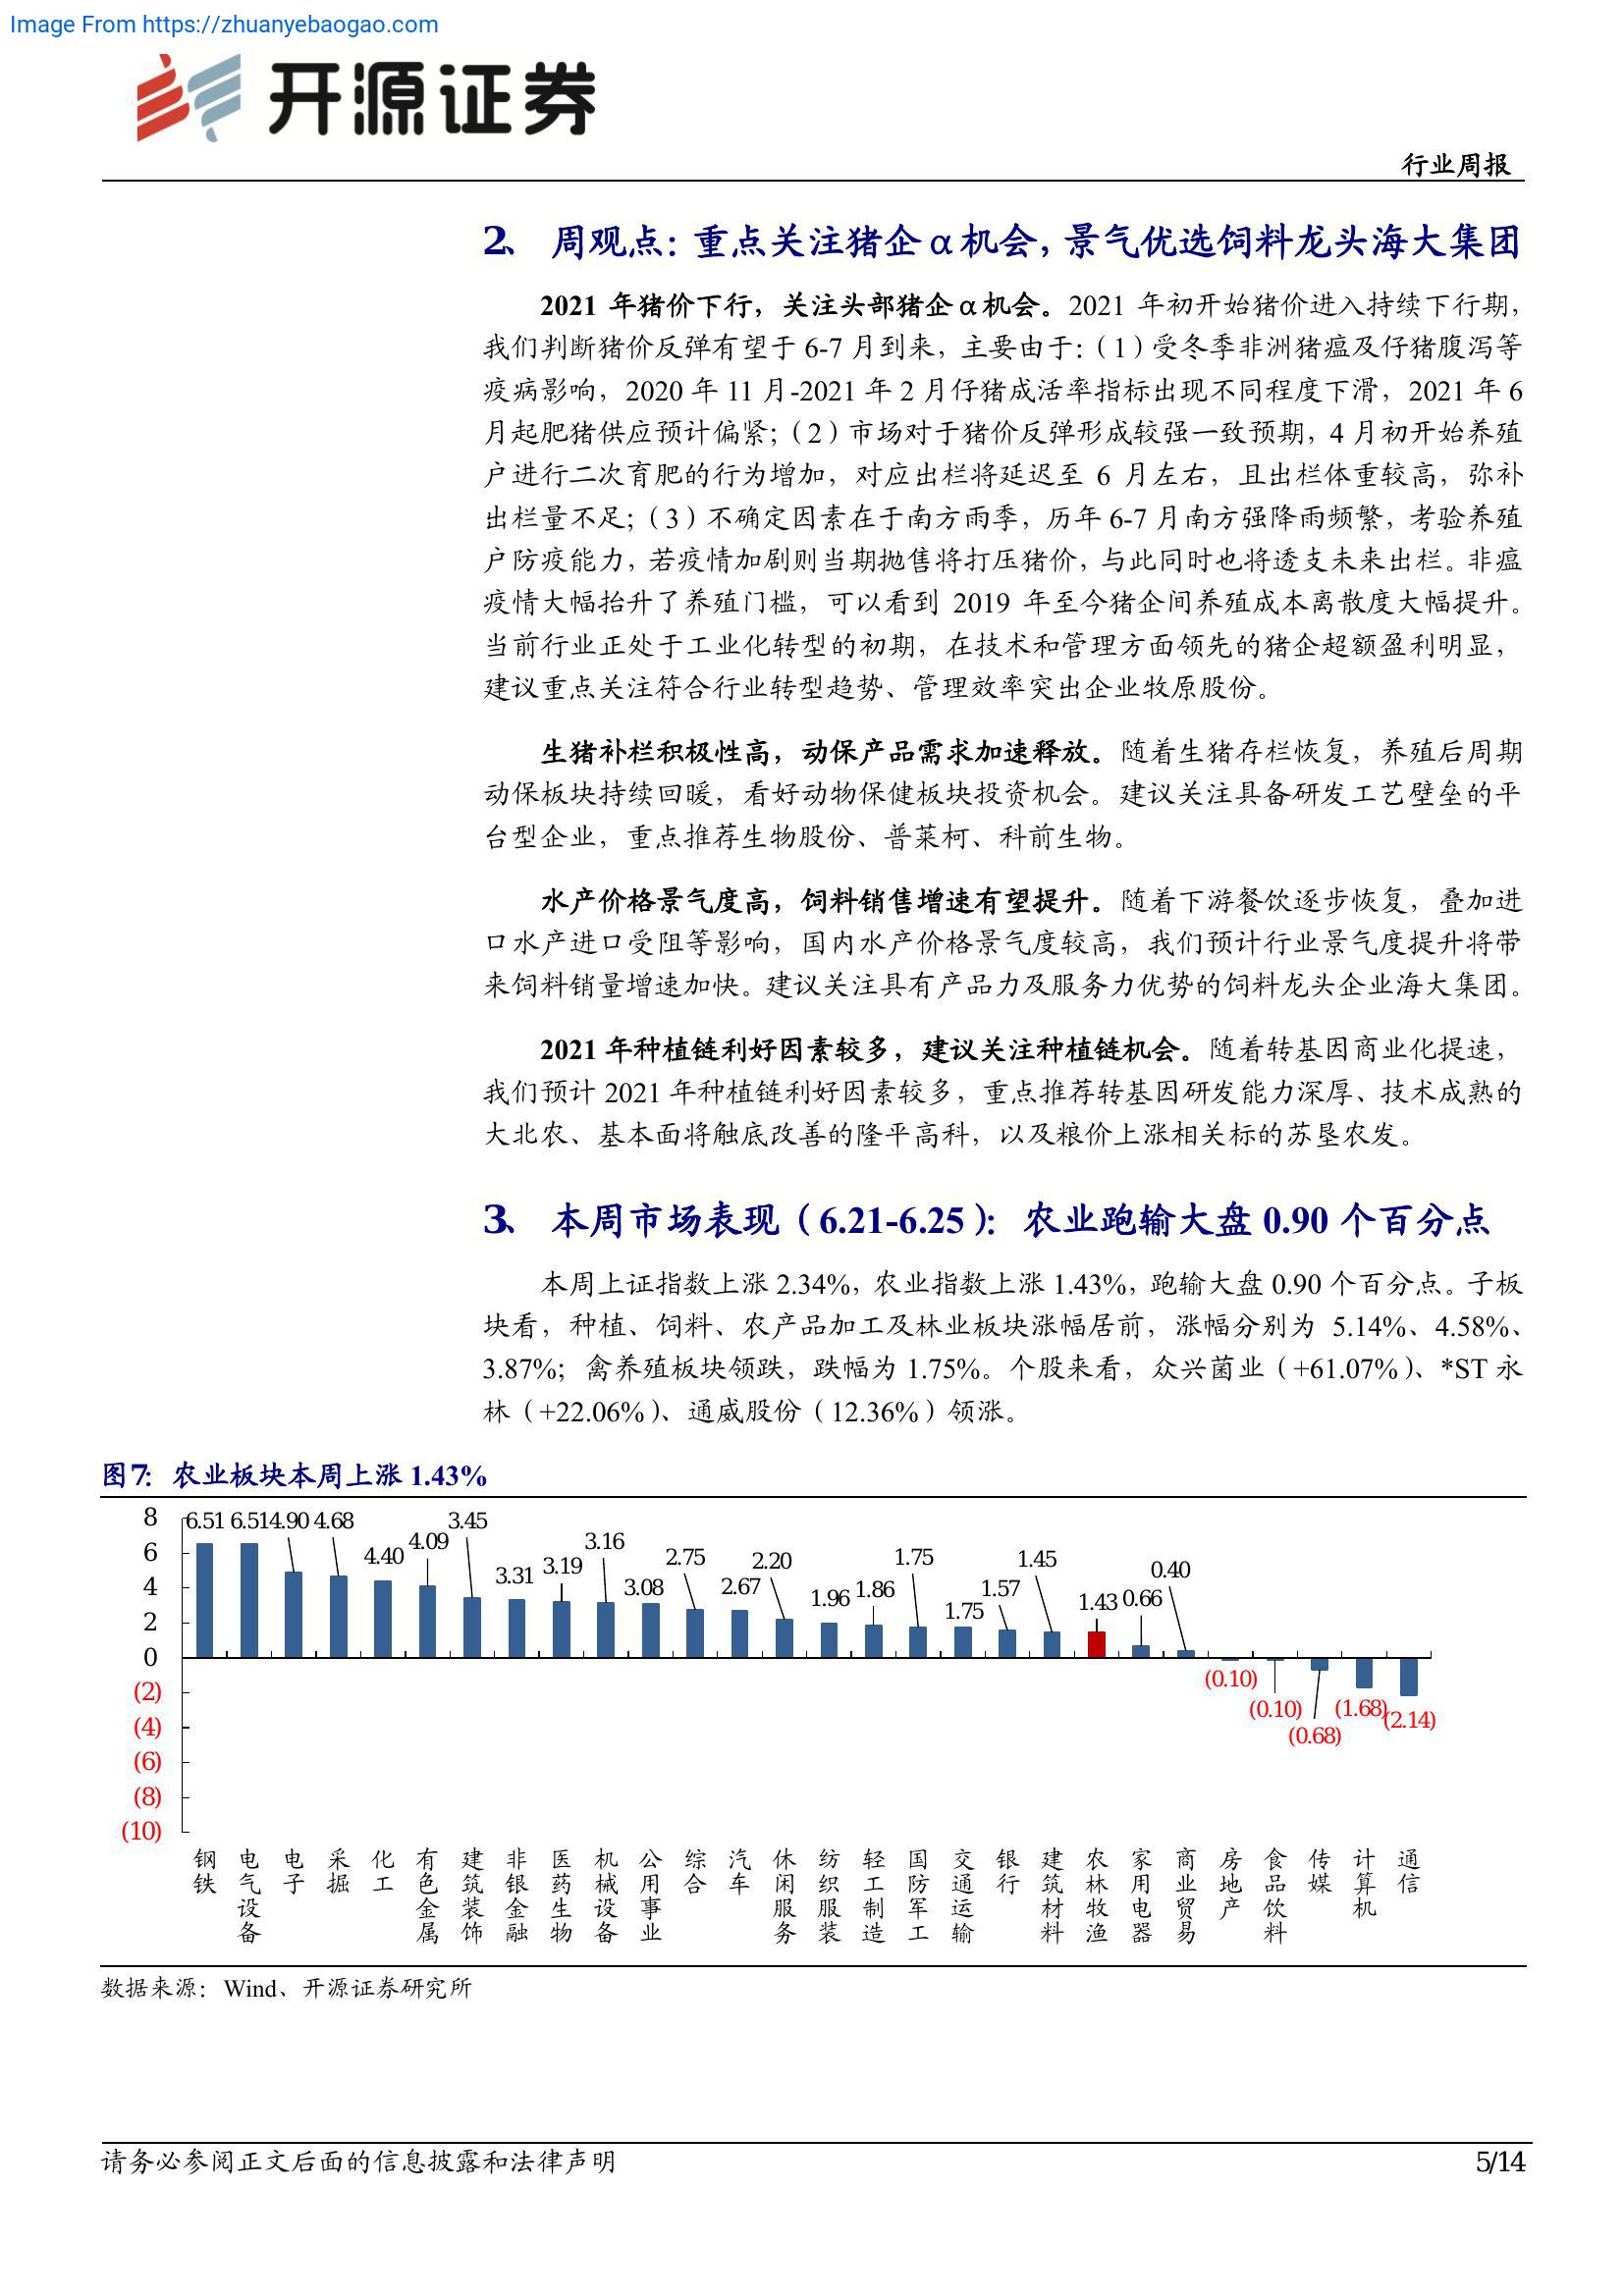 Image From https://zhuanyebaogao.com
开源证券
行业周报
2、 周观点：重点关注猪企α机会，景气优选饲料龙头海大集团
2021 年猪价下行，关注头部猪企α机会。2021 年初开始猪价进入持续下行期，
我们判断猪价反弹有望于 6-7 月到来，主要由于：（1）受冬季非洲猪瘟及仔猪腹泻等
疫病影响，2020 年 11 月-2021 年 2 月仔猪成活率指标出现不同程度下滑，2021 年 6
月起肥猪供应预计偏紧；（2）市场对于猪价反弹形成较强一致预期，4 月初开始养殖
户进行二次育肥的行为增加，对应出栏将延迟至 6 月左右，且出栏体重较高，弥补
出栏量不足；（3）不确定因素在于南方雨季，历年 6-7 月南方强降雨频繁，考验养殖
户防疫能力，若疫情加剧则当期抛售将打压猪价，与此同时也将透支未来出栏。非瘟
疫情大幅抬升了养殖门槛，可以看到 2019 年至今猪企间养殖成本离散度大幅提升。
当前行业正处于工业化转型的初期，在技术和管理方面领先的猪企超额盈利明显，
建议重点关注符合行业转型趋势、管理效率突出企业牧原股份。
生猪补栏积极性高，动保产品需求加速释放。随着生猪存栏恢复，养殖后周期
动保板块持续回暖，看好动物保健板块投资机会。建议关注具备研发工艺壁垒的平
台型企业，重点推荐生物股份、普莱柯、科前生物。
水产价格景气度高，饲料销售增速有望提升。随着下游餐饮逐步恢复，叠加进
口水产进口受阻等影响，国内水产价格景气度较高，我们预计行业景气度提升将带
来饲料销量增速加快。建议关注具有产品力及服务力优势的饲料龙头企业海大集团。
2021 年种植链利好因素较多，建议关注种植链机会。随着转基因商业化提速，
我们预计 2021 年种植链利好因素较多，重点推荐转基因研发能力深厚、技术成熟的
大北农、基本面将触底改善的隆平高科，以及粮价上涨相关标的苏垦农发。
3、 本周市场表现（6.21-6.25）：农业跑输大盘 0.90 个百分点
本周上证指数上涨 2.34%，农业指数上涨 1.43%，跑输大盘 0.90 个百分点。子板
块看，种植、饲料、农产品加工及林业板块涨幅居前，涨幅分别为 5.14%、4.58%、
3.87%；禽养殖板块领跌，跌幅为 1.75%。个股来看，众兴菌业（+61.07%）、*ST 永
林（+22.06%）、通威股份（12.36%）领涨。
图7： 农业板块本周上涨 1.43%
8
6
4
2
0
(2)
(4)
(6)
(8)
(10)
6.51 6.51 4.90 4.68 4.40 4.09 3.45 3.31 3.19 3.16 3.08 2.75 2.67 2.20 1.96 1.86 1.75 1.75 1.57 1.45 1.43 0.66 0.40 (0.10) (0.10) (0.68) (1.68) (2.14)
钢铁 电气设备 电子 采掘 化工 有色金属 建筑装饰 非银金融 医药生物 机械设备 公用事业 综合 汽车 休闲服务 纺织服装 轻工制造 国防军工 交通运输 银行 建筑材料 农林牧渔 家用电器 商业贸易 房地产 食品饮料 传媒 计算机 通信
数据来源：Wind、开源证券研究所
请务必参阅正文后面的信息披露和法律声明
5/14